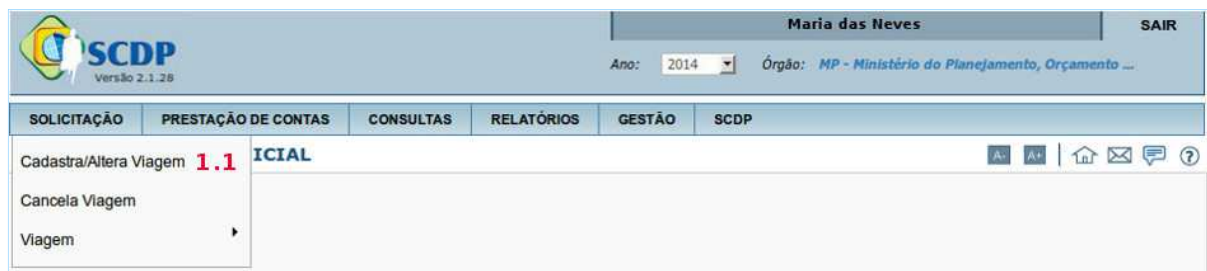 Maria das Neves SAIR
SCDP
Versão 2.1.28
Ano: 2014 Órgão: MP - Ministério do Planejamento, Orçamento ...
SOLICITAÇÃO PRESTAÇÃO DE CONTAS CONSULTAS RELATÓRIOS GESTÃO SCDP
Cadastra/Altera Viagem 1.1 ICIAL A- A+ ?
Cancela Viagem
Viagem